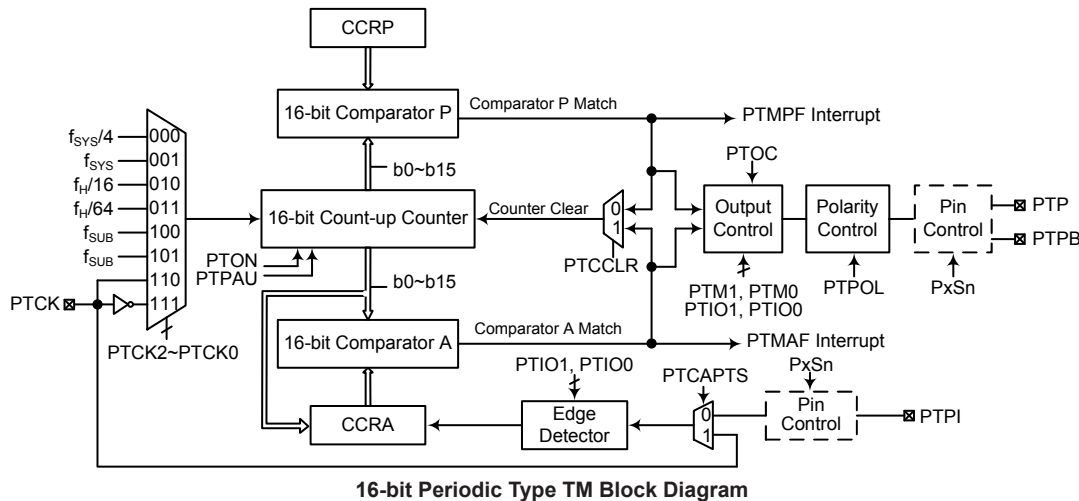 CCRP
16-bit Comparator P
Comparator P Match
PTMPF Interrupt
b0~b15
PTOC
fSYS/4
000
fSYS
001
fH/16
010
fH/64
011
fSUB
100
fSUB
101
110
111
16-bit Count-up Counter
Counter Clear
0
1
Output
Control
Polarity
Control
Pin
Control
PTP
PTPB
PTON
PTPAU
PTCCLR
b0~b15
PTM1, PTM0
PTIO1, PTIO0
PTPOL
PxSn
PTCK
PTCK2~PTCK0
16-bit Comparator A
Comparator A Match
PTMAF Interrupt
PTIO1, PTIO0
PTCAPTS
PxSn
CCRA
Edge
Detector
0
1
Pin
Control
PTPI
16-bit Periodic Type TM Block Diagram